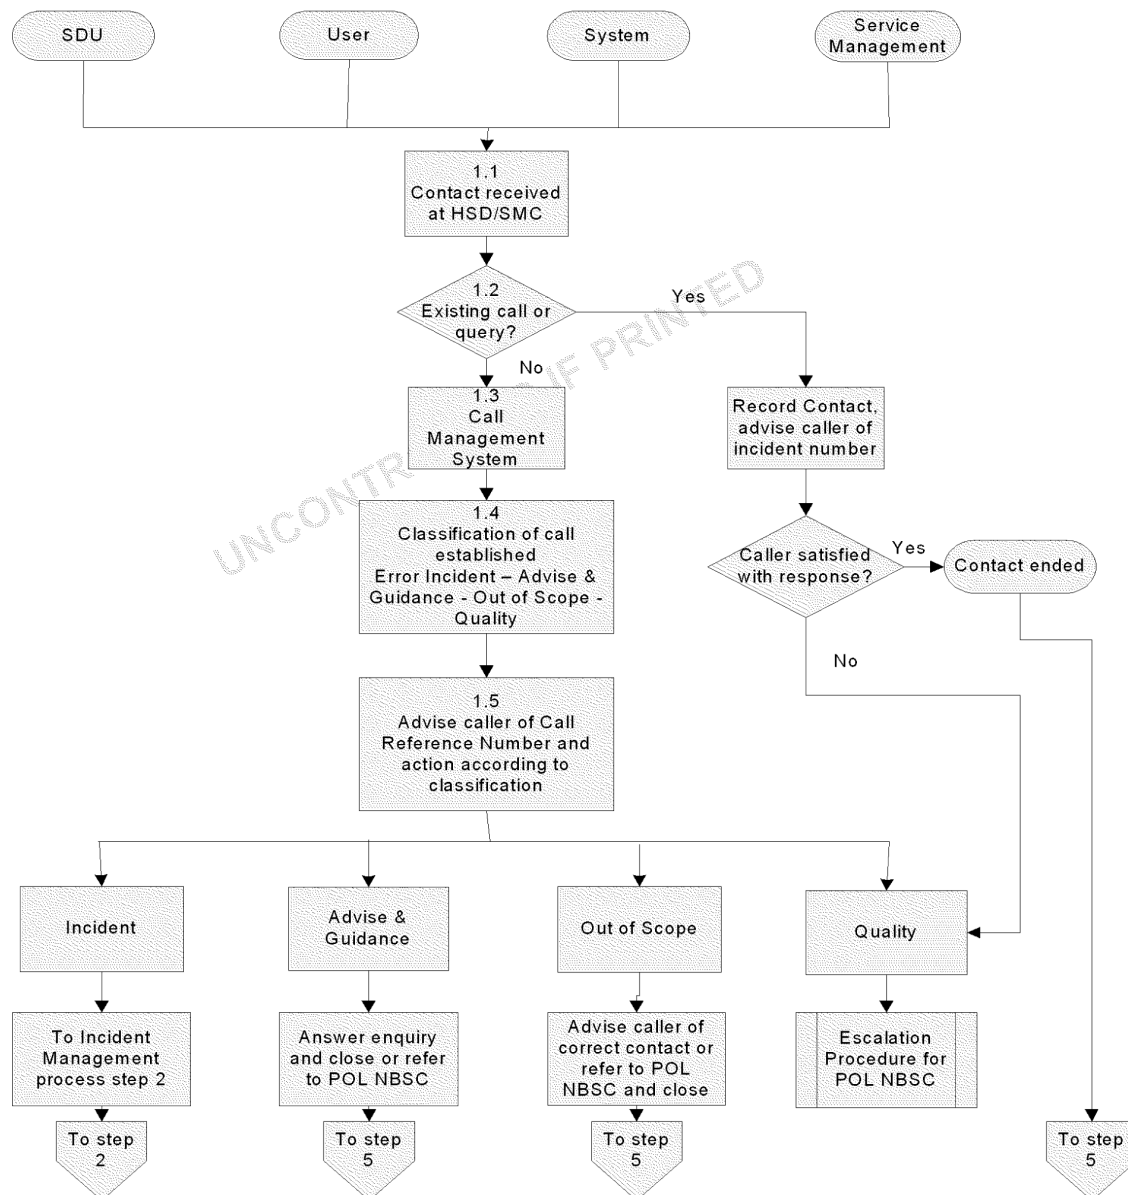 SDU
User
System
Service
Management
1.1
Contact received
at HSD/SMC
1.2
Existing call or
query?
Yes
No
UNCONTR IF PRINTED
1.3
Call
Management
System
Record Contact,
advise caller of
incident number
1.4
Classification of call
established
Error Incident – Advise &
Guidance - Out of Scope -
Quality
Caller satisfied
with response?
Yes
Contact ended
No
1.5
Advise caller of Call
Reference Number and
action according to
classification
Incident
Advise &
Guidance
Out of Scope
Quality
To Incident
Management
process step 2
Answer enquiry
and close or refer
to POL NBSC
Advise caller of
correct contact or
refer to POL
NBSC and close
Escalation
Procedure for
POL NBSC
To step
2
To step
5
To step
5
To step
5